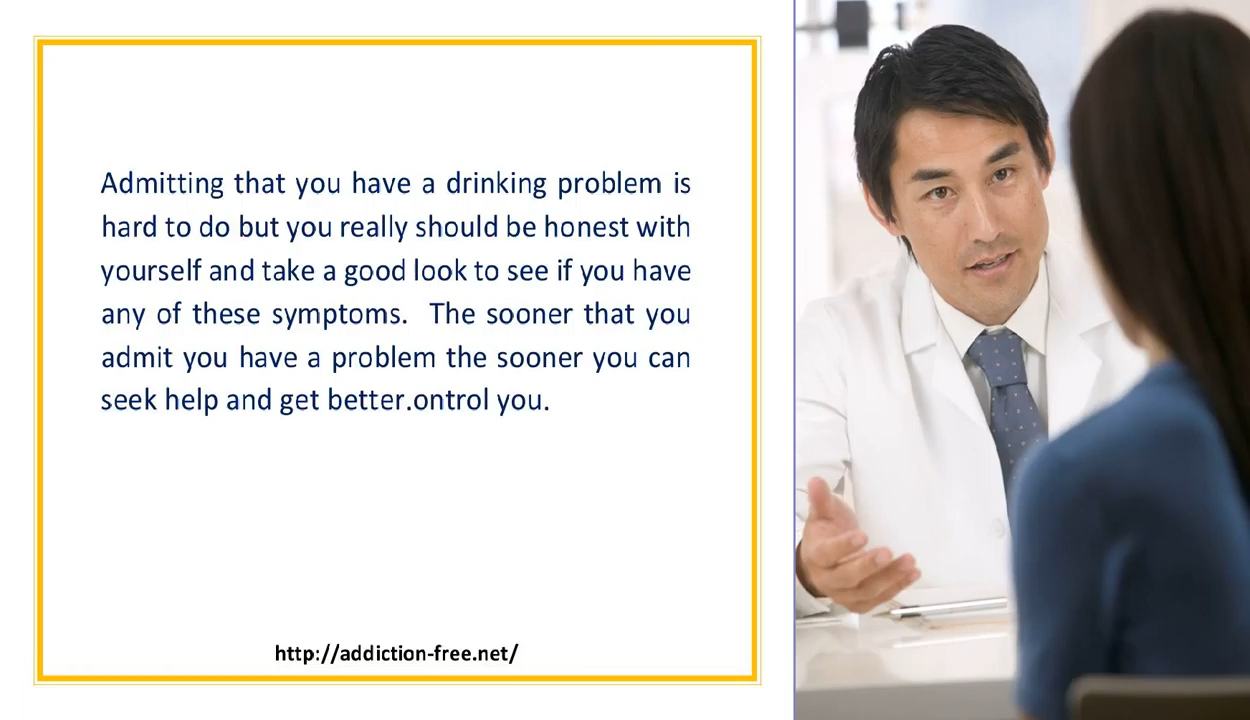 Admitting that you have a drinking problem is
hard to do but you really should be honest with
yourself and take a good look to see if you have
any of these symptoms.  The sooner that you
admit you have a problem the sooner you can
seek help and get better.ontrol you.
http://addiction-free.net/